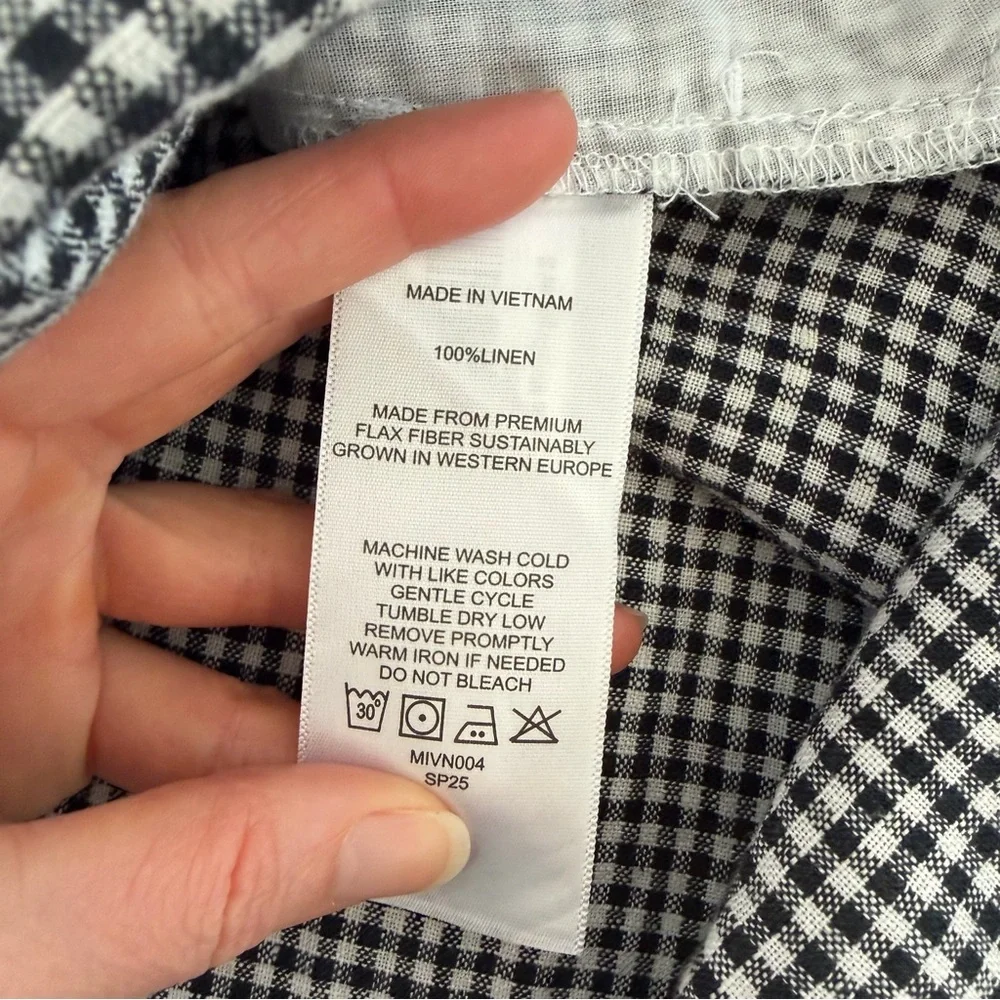 MADE IN VIETNAM
100%LINEN
MADE FROM PREMIUM
FLAX FIBER SUSTAINABLY
GROWN IN WESTERN EUROPE
MACHINE WASH COLD
WITH LIKE COLORS
GENTLE CYCLE
TUMBLE DRY LOW
REMOVE PROMPTLY
WARM IRON IF NEEDED
DO NOT BLEACH
30°
MIVN004
SP25